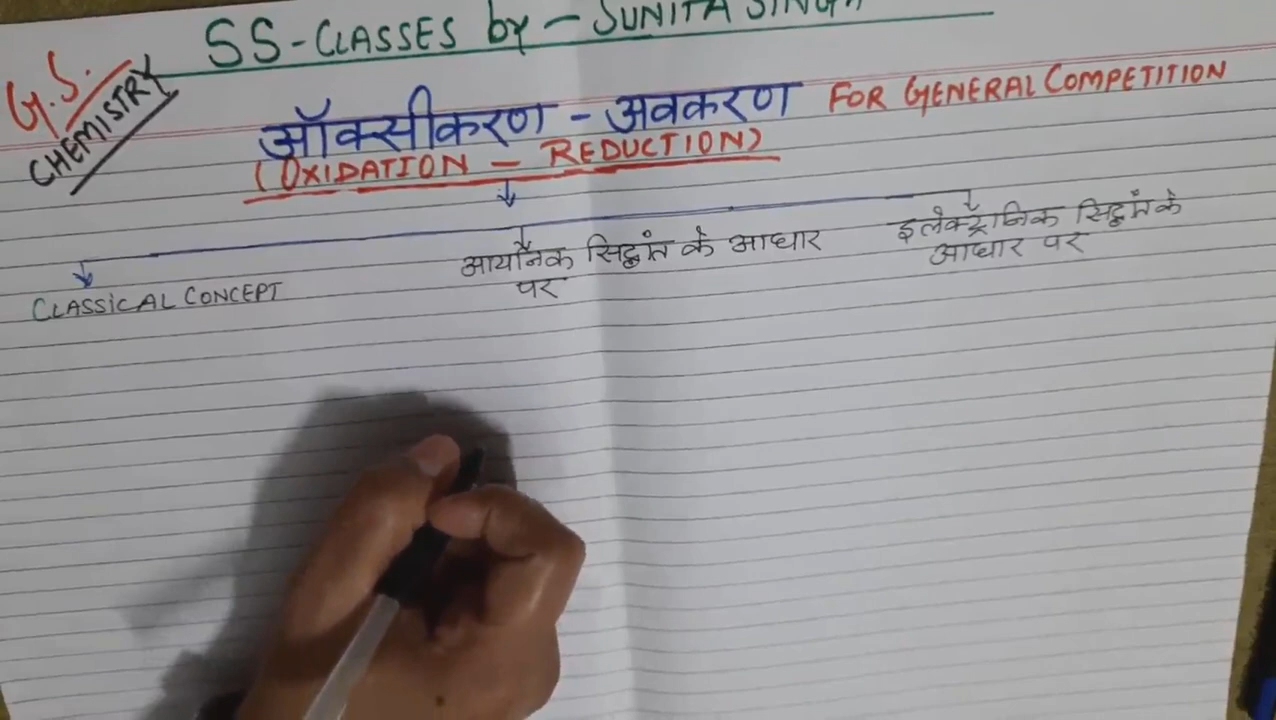 SS-CLASSES by - SUNITA SINGH
G.S.
CHEMISTRY
ऑक्सीकरण - अवकरण FOR GENERAL COMPETITION
(OXIDATION - REDUCTION)
CLASSICAL CONCEPT
आयनिक सिद्धांत के आधार
पर
इलेक्ट्रॉनिक सिद्धांत के
आधार पर